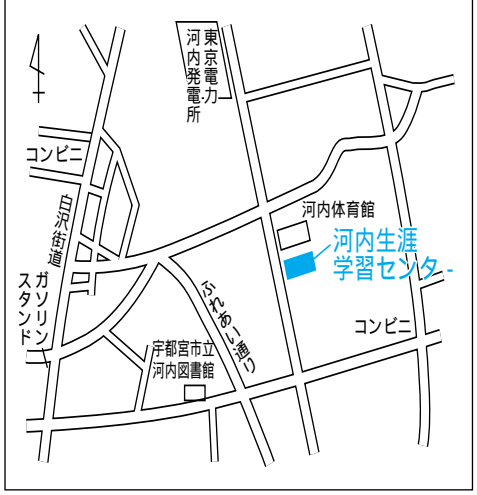 東京電力
河内発電所
コンビニ
白沢街道
河内体育館
河内生涯
学習センター
ガソリン
スタンド
ふれあい通り
コンビニ
宇都宮市立
河内図書館